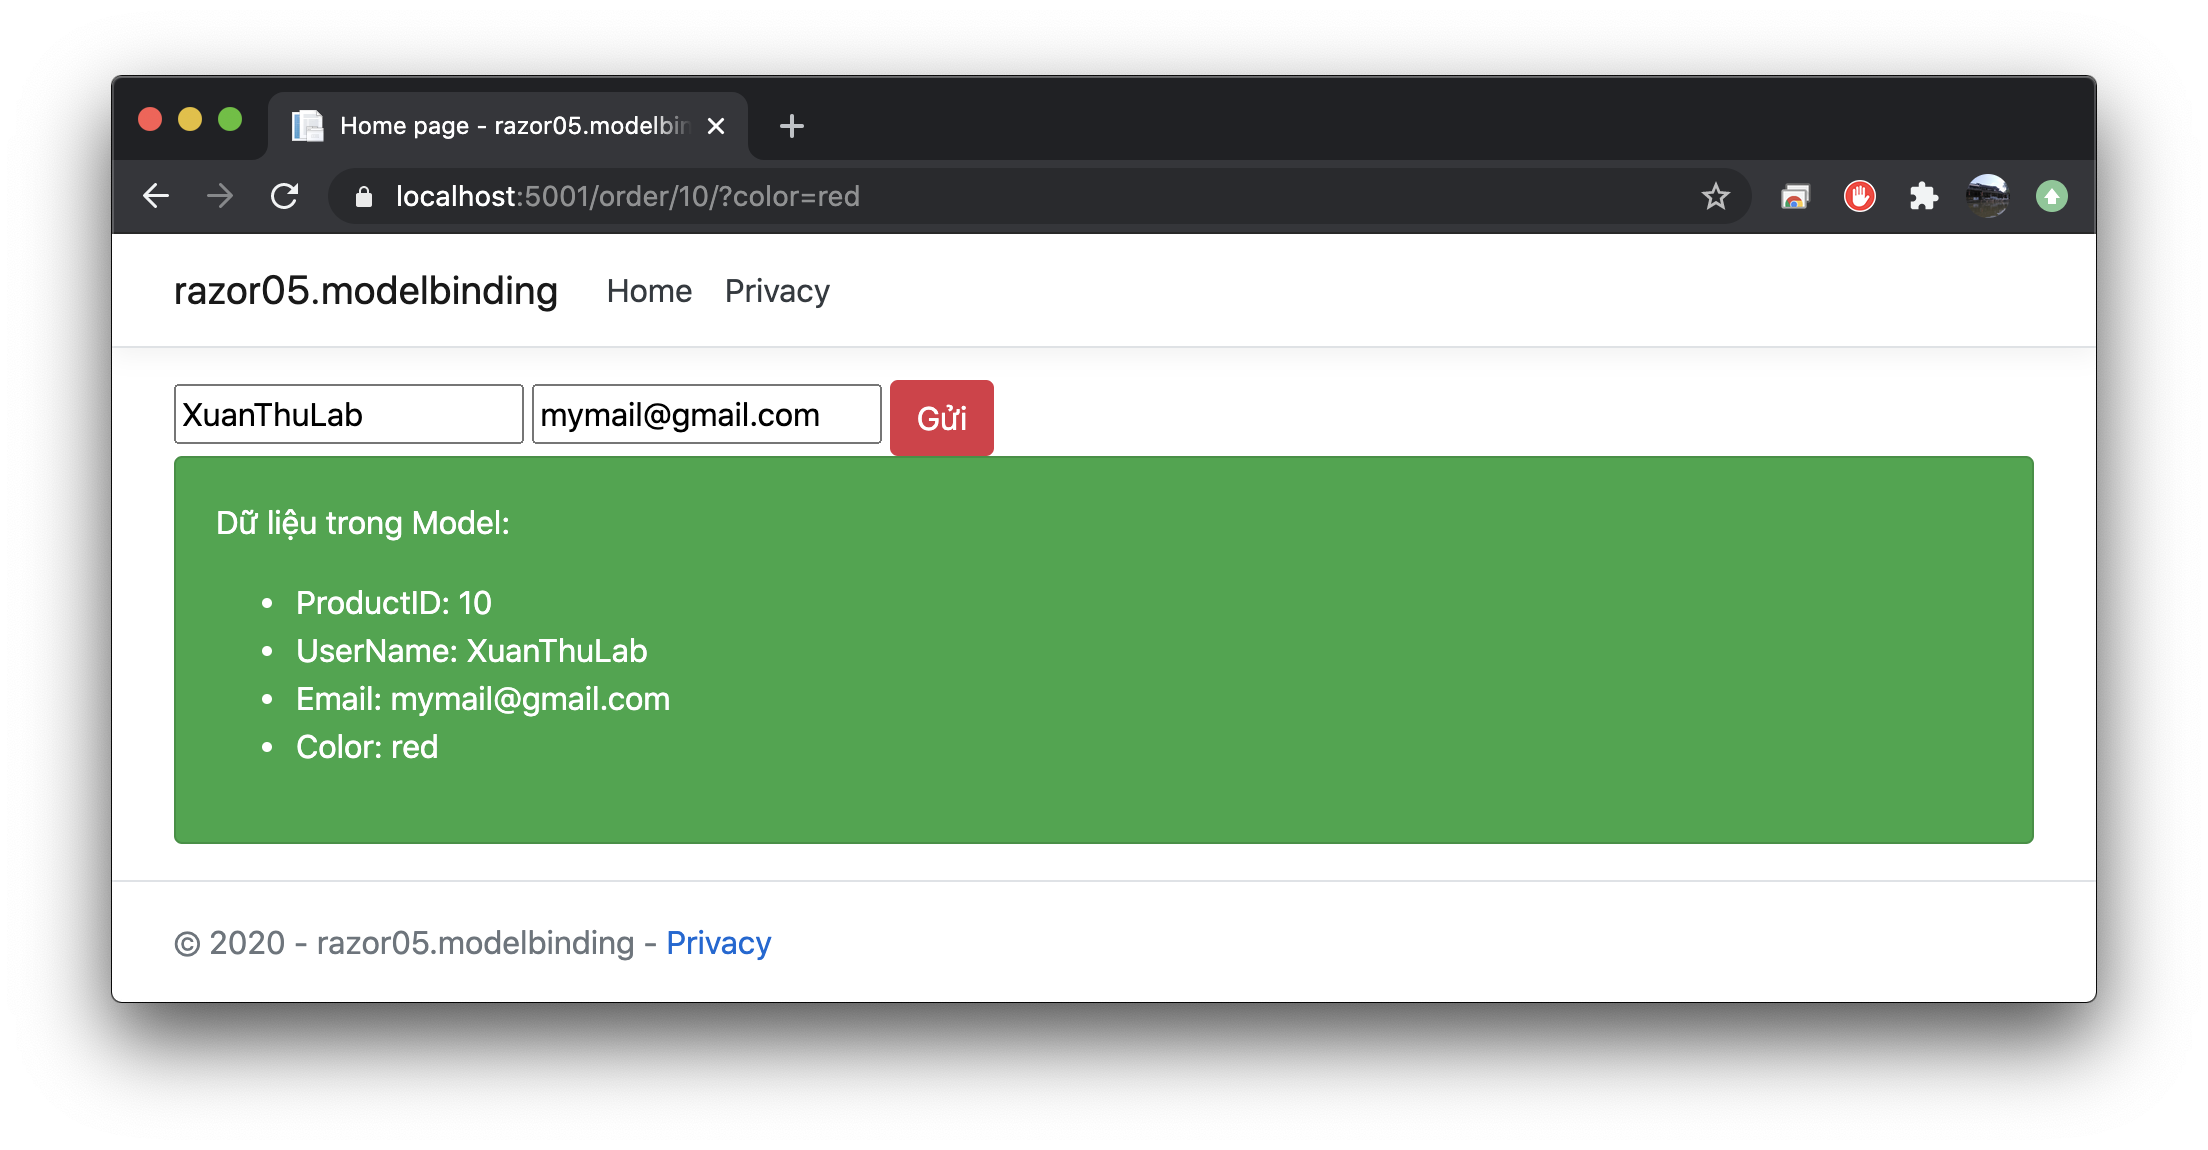 Home page - razor05.modelbin
localhost:5001/order/10/?color=red
razor05.modelbinding Home Privacy
XuanThuLab mymail@gmail.com Gửi
Dữ liệu trong Model:
• ProductID: 10
• UserName: XuanThuLab
• Email: mymail@gmail.com
• Color: red
© 2020 - razor05.modelbinding - Privacy